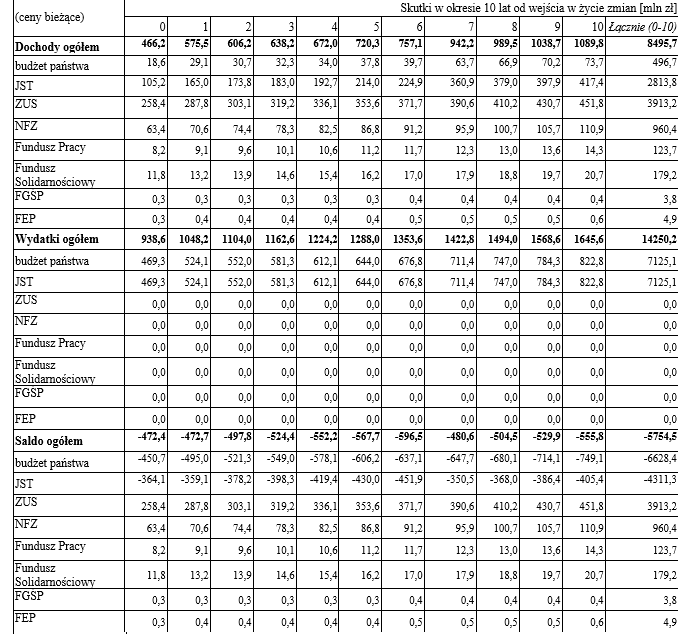 Skutki w okresie 10 lat od wejścia w życie zmian [mln zł]
(ceny bieżące)
0 1 2 3 4 5 6 7 8 9 10 Łącznie (0-10)
Dochody ogółem 466,2 575,5 606,2 638,2 672,0 720,3 757,1 942,2 989,5 1038,7 1089,8 8495,7
budżet państwa 18,6 29,1 30,7 32,3 34,0 37,8 39,7 63,7 66,9 70,2 73,7 496,7
JST 105,2 165,0 173,8 183,0 192,7 214,0 224,9 360,9 379,0 397,9 417,4 2813,8
ZUS 258,4 287,8 303,1 319,2 336,1 353,6 371,7 390,6 410,2 430,7 451,8 3913,2
NFZ 63,4 70,6 74,4 78,3 82,5 86,8 91,2 95,9 100,7 105,7 110,9 960,4
Fundusz Pracy 8,2 9,1 9,6 10,1 10,6 11,2 11,7 12,3 13,0 13,6 14,3 123,7
Fundusz
Solidarnościowy 11,8 13,2 13,9 14,6 15,4 16,2 17,0 17,9 18,8 19,7 20,7 179,2
FGSP 0,3 0,3 0,3 0,3 0,3 0,3 0,4 0,4 0,4 0,4 0,4 3,8
FEP 0,3 0,4 0,4 0,4 0,4 0,4 0,5 0,5 0,5 0,5 0,6 4,9
Wydatki ogółem 938,6 1048,2 1104,0 1162,6 1224,2 1288,0 1353,6 1422,8 1494,0 1568,6 1645,6 14250,2
budżet państwa 469,3 524,1 552,0 581,3 612,1 644,0 676,8 711,4 747,0 784,3 822,8 7125,1
JST 469,3 524,1 552,0 581,3 612,1 644,0 676,8 711,4 747,0 784,3 822,8 7125,1
ZUS 0,0 0,0 0,0 0,0 0,0 0,0 0,0 0,0 0,0 0,0 0,0 0,0
NFZ 0,0 0,0 0,0 0,0 0,0 0,0 0,0 0,0 0,0 0,0 0,0 0,0
Fundusz Pracy 0,0 0,0 0,0 0,0 0,0 0,0 0,0 0,0 0,0 0,0 0,0 0,0
Fundusz
Solidarnościowy 0,0 0,0 0,0 0,0 0,0 0,0 0,0 0,0 0,0 0,0 0,0 0,0
FGSP 0,0 0,0 0,0 0,0 0,0 0,0 0,0 0,0 0,0 0,0 0,0 0,0
FEP 0,0 0,0 0,0 0,0 0,0 0,0 0,0 0,0 0,0 0,0 0,0 0,0
Saldo ogółem -472,4 -472,7 -497,8 -524,4 -552,2 -567,7 -596,5 -480,6 -504,5 -529,9 -555,8 -5754,5
budżet państwa -450,7 -495,0 -521,3 -549,0 -578,1 -606,2 -637,1 -647,7 -680,1 -714,1 -749,1 -6628,4
JST -364,1 -359,1 -378,2 -398,3 -419,4 -430,0 -451,9 -350,5 -368,0 -386,4 -405,4 -4311,3
ZUS 258,4 287,8 303,1 319,2 336,1 353,6 371,7 390,6 410,2 430,7 451,8 3913,2
NFZ 63,4 70,6 74,4 78,3 82,5 86,8 91,2 95,9 100,7 105,7 110,9 960,4
Fundusz Pracy 8,2 9,1 9,6 10,1 10,6 11,2 11,7 12,3 13,0 13,6 14,3 123,7
Fundusz
Solidarnościowy 11,8 13,2 13,9 14,6 15,4 16,2 17,0 17,9 18,8 19,7 20,7 179,2
FGSP 0,3 0,3 0,3 0,3 0,3 0,3 0,4 0,4 0,4 0,4 0,4 3,8
FEP 0,3 0,4 0,4 0,4 0,4 0,4 0,5 0,5 0,5 0,5 0,6 4,9